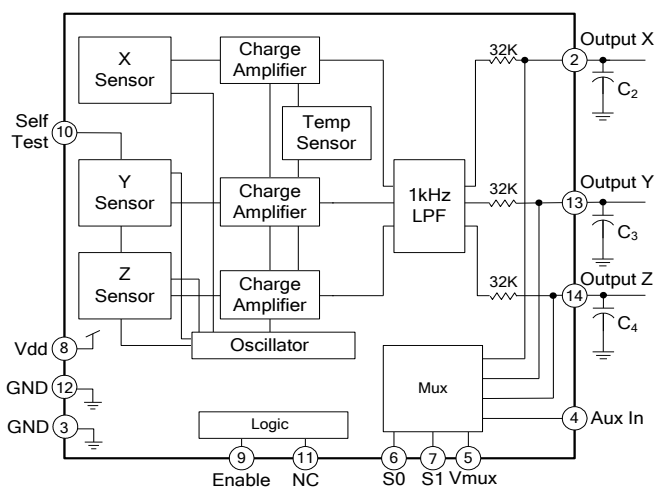 X
Sensor
Charge
Amplifier
32K
2
Output X
C2
Self
Test
10
Temp
Sensor
Y
Sensor
Charge
Amplifier
1kHz
LPF
32K
13
Output Y
C3
Z
Sensor
Charge
Amplifier
32K
14
Output Z
C4
Oscillator
Vdd
8
GND
12
GND
3
Mux
4
Aux In
Logic
9
11
6
7
5
Enable
NC
S0
S1
Vmux